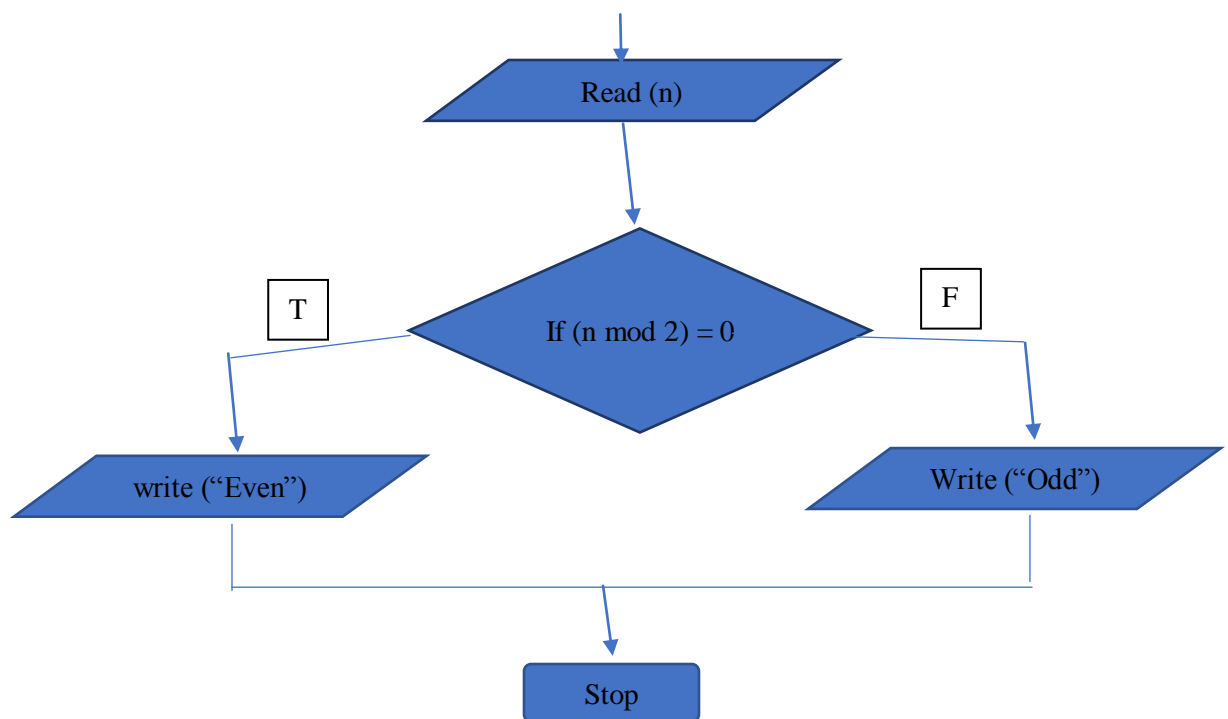 Read (n)
T
F
If (n mod 2) = 0
write (“Even”)
Write (“Odd”)
Stop